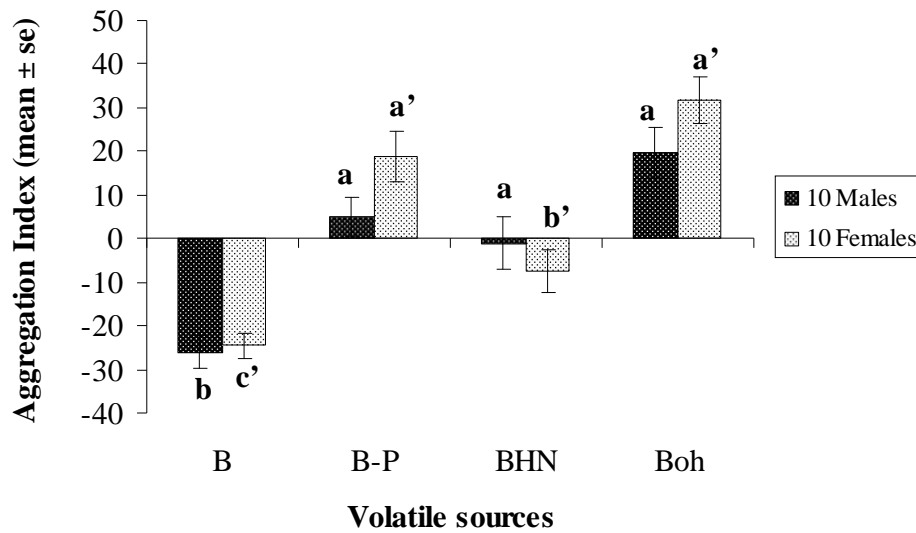 Aggregation Index (mean ± se)
50
40
30
20
10
0
-10
-20
-30
-40
b
c’
a
a’
a
b’
a
a’
B
B-P
BHN
Boh
Volatile sources
10 Males
10 Females